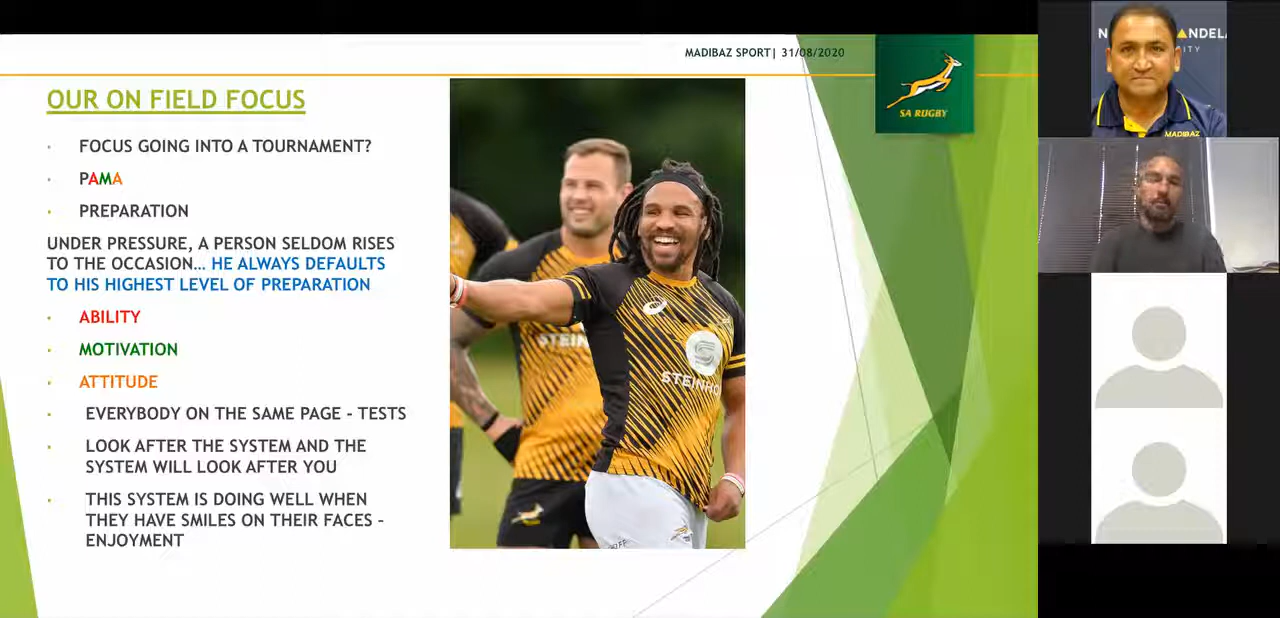 MADIBAZ SPORT| 31/08/2020
SA RUGBY
OUR ON FIELD FOCUS
FOCUS GOING INTO A TOURNAMENT?
PAMA
PREPARATION
UNDER PRESSURE, A PERSON SELDOM RISES
TO THE OCCASION… HE ALWAYS DEFAULTS
TO HIS HIGHEST LEVEL OF PREPARATION
ABILITY
MOTIVATION
ATTITUDE
EVERYBODY ON THE SAME PAGE - TESTS
LOOK AFTER THE SYSTEM AND THE
SYSTEM WILL LOOK AFTER YOU
THIS SYSTEM IS DOING WELL WHEN
THEY HAVE SMILES ON THEIR FACES –
ENJOYMENT
STEIN
STEINHO
MADIBAZ